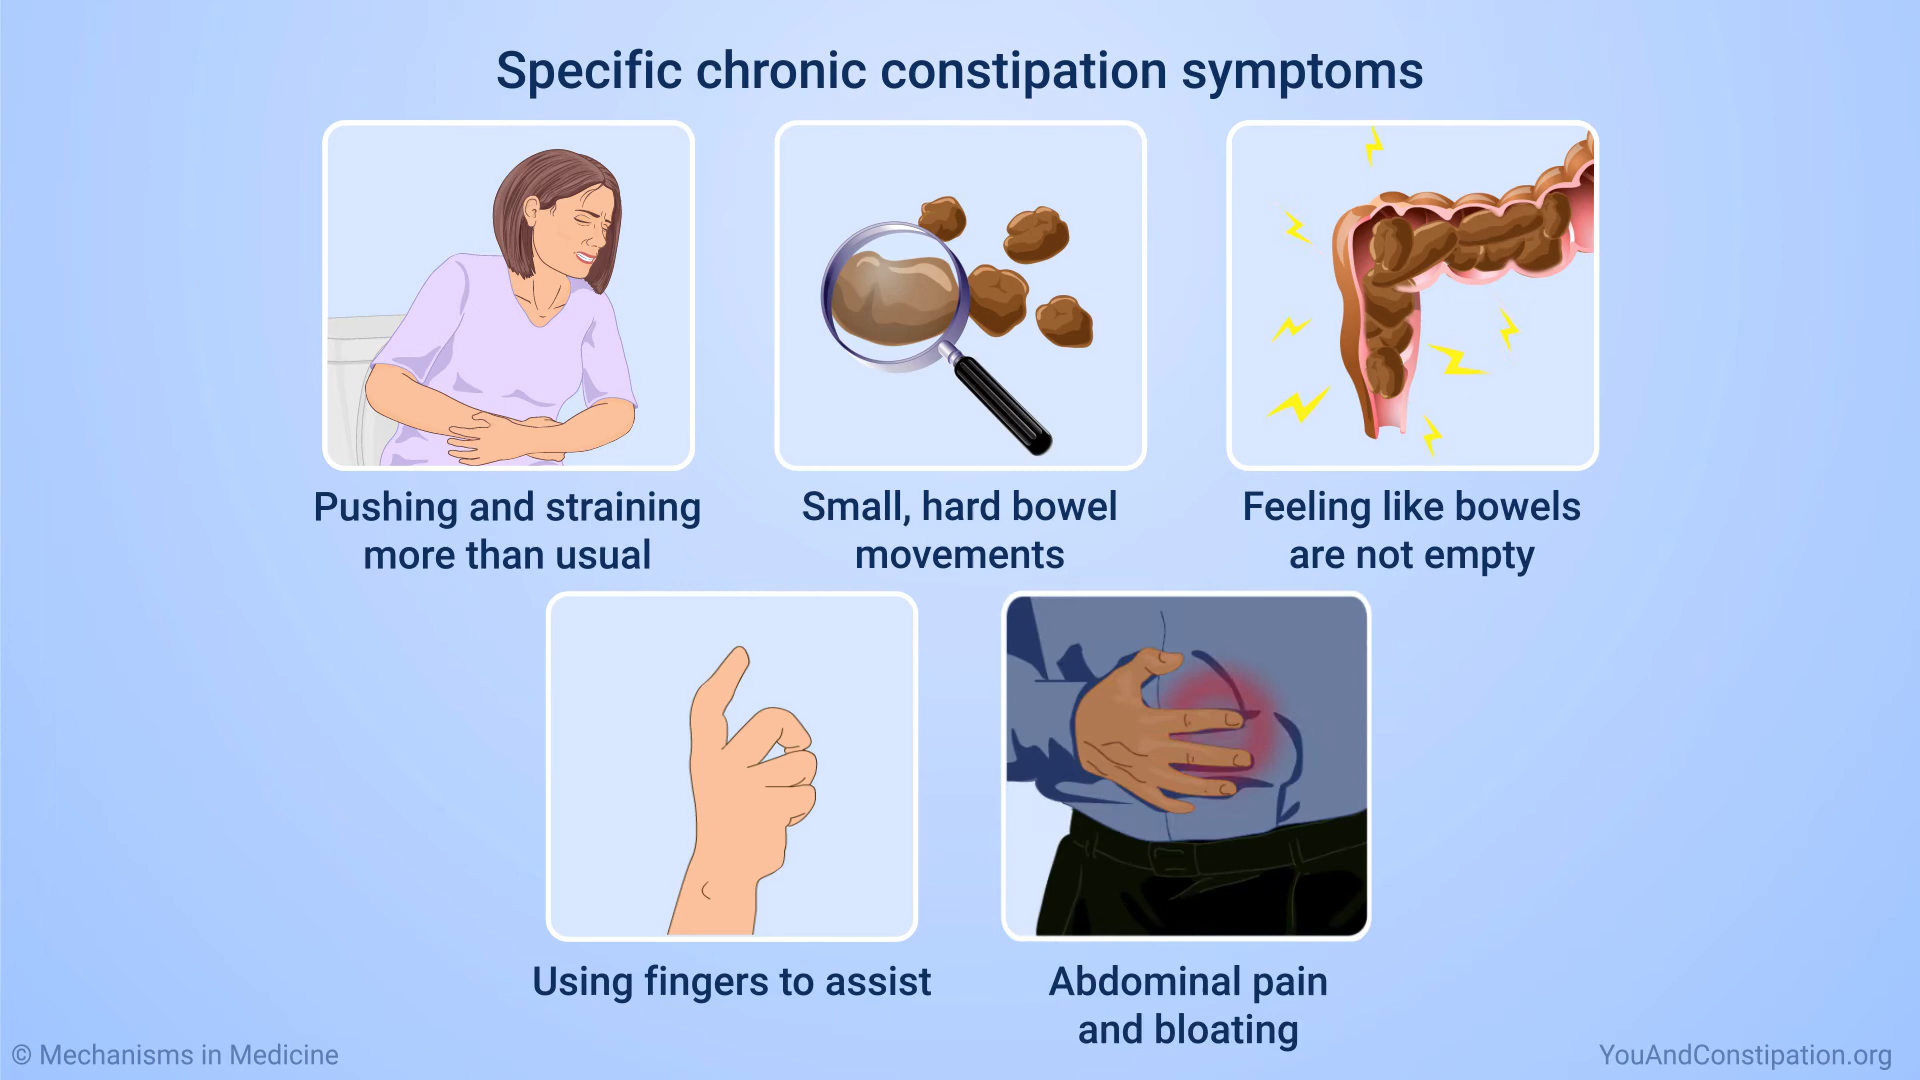 Specific chronic constipation symptoms
Pushing and straining
more than usual
Small, hard bowel
movements
Feeling like bowels
are not empty
Using fingers to assist
Abdominal pain
and bloating
© Mechanisms in Medicine
YouAndConstipation.org